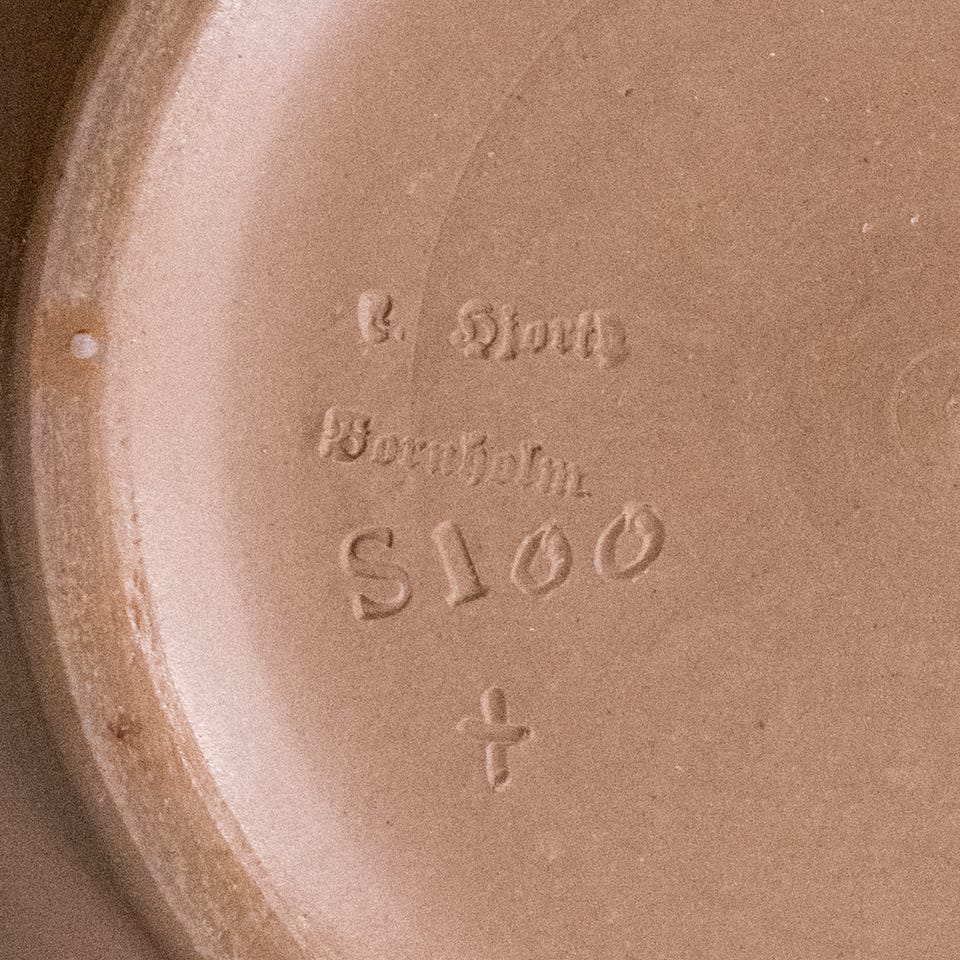 L. Hjorth
Bornholm.
S100
+